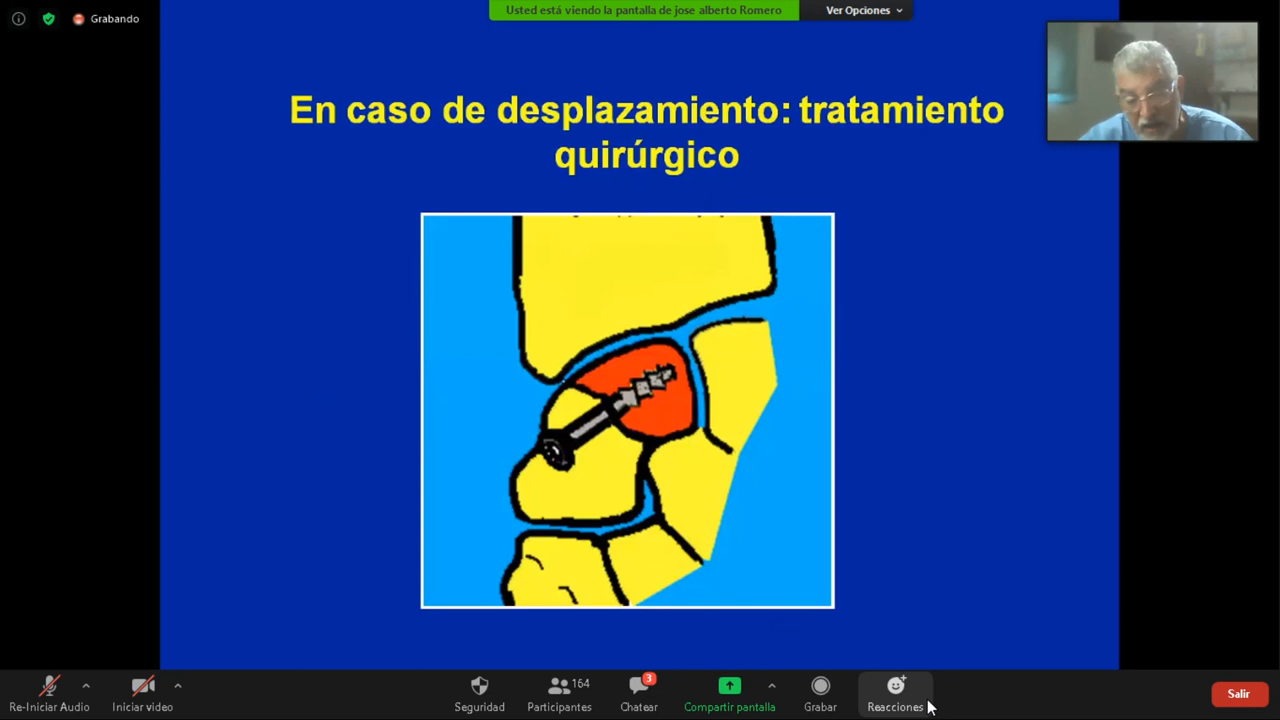 Grabando
Usted está viendo la pantalla de jose alberto Romero
Ver Opciones
En caso de desplazamiento: tratamiento
quirúrgico
Re-Iniciar Audio
Iniciar video
Seguridad
164
Participantes
3
Chatear
Compartir pantalla
Grabar
Reacciones
Salir